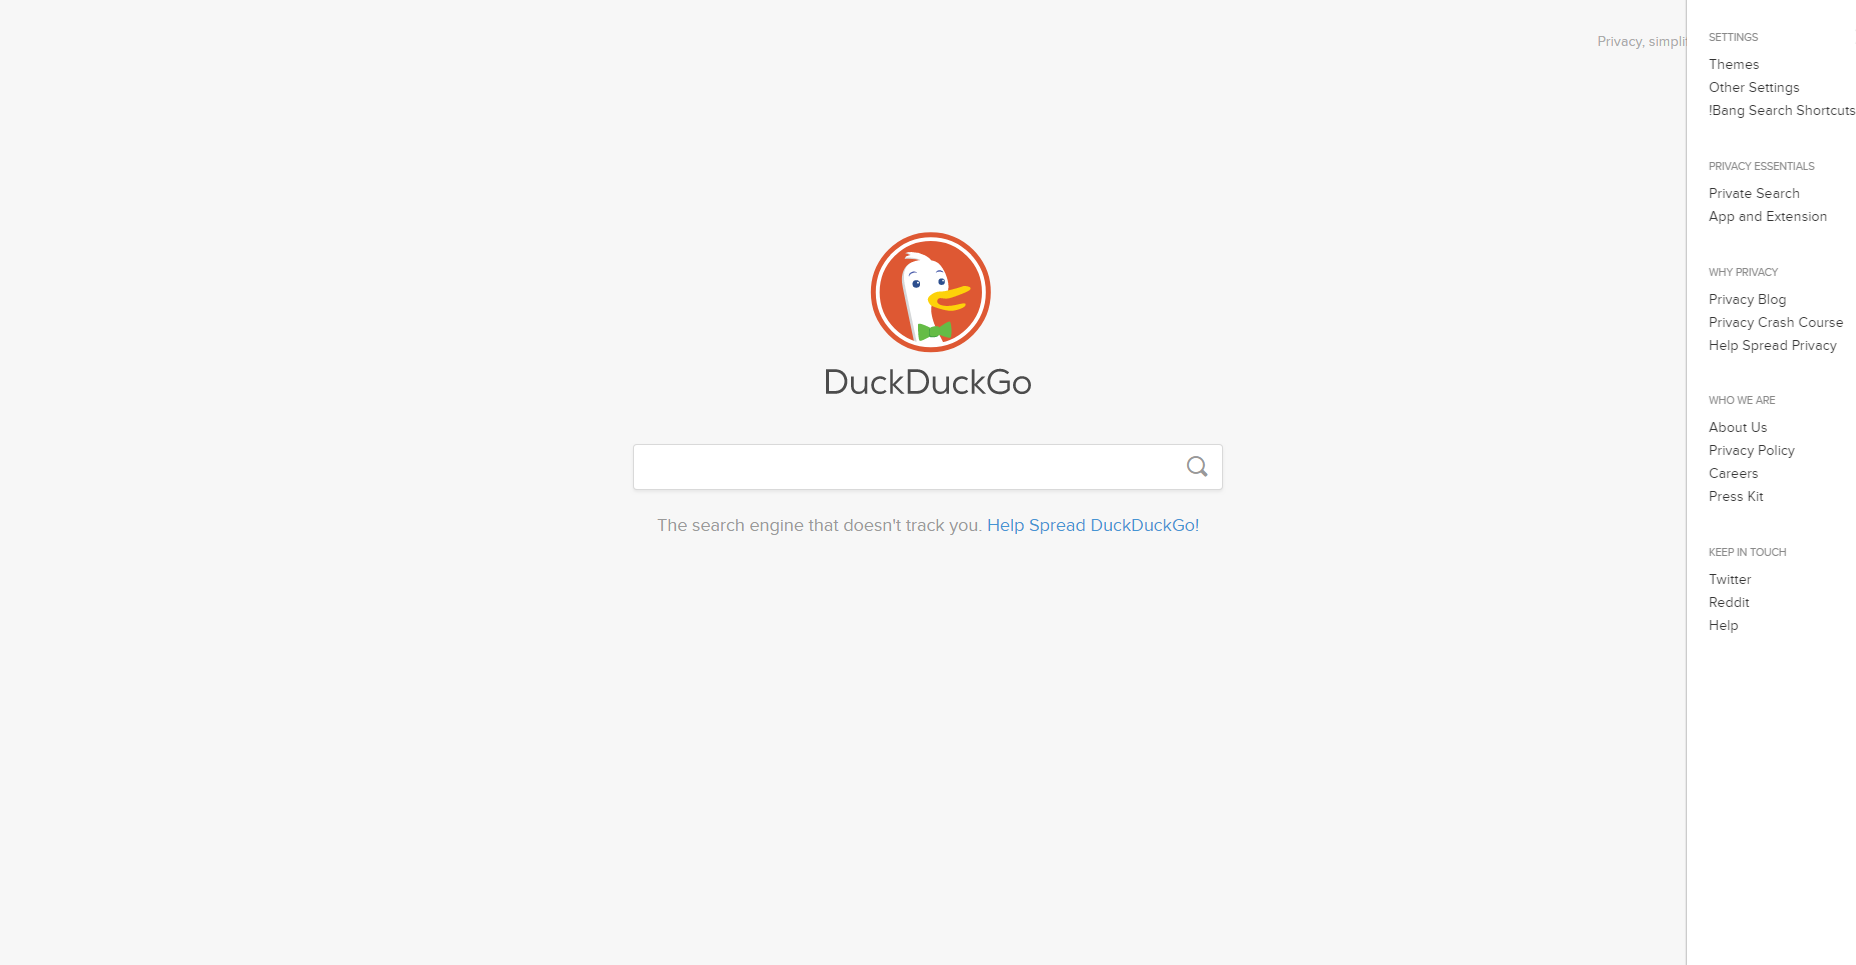 Privacy, simplif
DuckDuckGo
The search engine that doesn't track you. Help Spread DuckDuckGo!
SETTINGS
Themes
Other Settings
!Bang Search Shortcuts
PRIVACY ESSENTIALS
Private Search
App and Extension
WHY PRIVACY
Privacy Blog
Privacy Crash Course
Help Spread Privacy
WHO WE ARE
About Us
Privacy Policy
Careers
Press Kit
KEEP IN TOUCH
Twitter
Reddit
Help